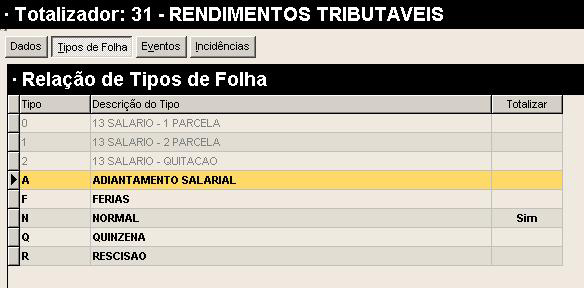 · Totalizador: 31 - RENDIMENTOS TRIBUTAVEIS
Dados Tipos de Folha Eventos Incidências
· Relação de Tipos de Folha
Tipo Descrição do Tipo Totalizar
0 13 SALARIO - 1 PARCELA
1 13 SALARIO - 2 PARCELA
2 13 SALARIO - QUITACAO
A ADIANTAMENTO SALARIAL
F FERIAS
N NORMAL Sim
Q QUINZENA
R RESCISAO